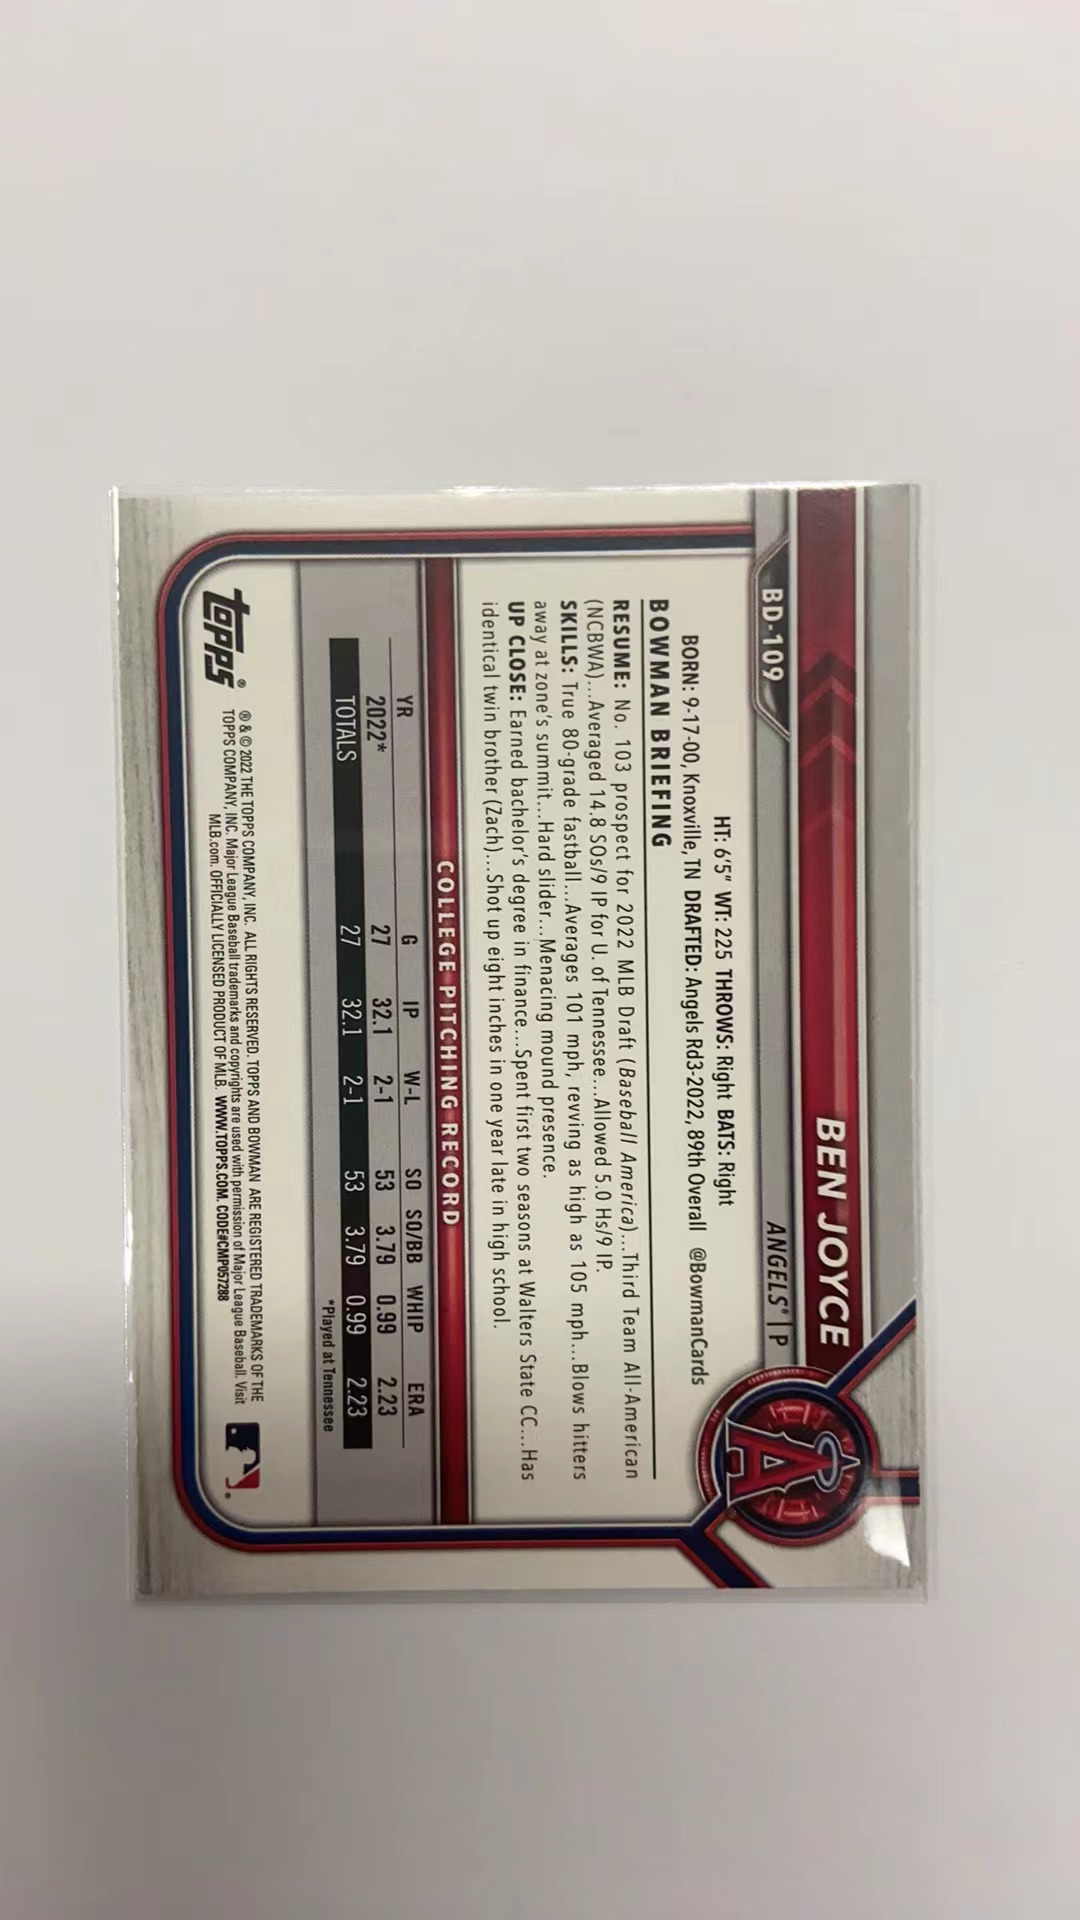 BD-109
BEN JOYCE
ANGELS® | P
HT: 6'5" WT: 225 THROWS: Right BATS: Right
BORN: 9-17-00, Knoxville, TN DRAFTED: Angels Rd3-2022, 89th Overall @BowmanCards
BOWMAN BRIEFING
RESUME: No. 103 prospect for 2022 MLB Draft (Baseball America)...Third Team All-American
(NCBWA)...Averaged 14.8 SOs/9 IP for U. of Tennessee...Allowed 5.0 Hs/9 IP.
SKILLS: True 80-grade fastball...Averages 101 mph, revving as high as 105 mph...Blows hitters
away at zone's summit...Hard slider...Menacing mound presence.
UP CLOSE: Earned bachelor's degree in finance...Spent first two seasons at Walters State CC...Has
identical twin brother (Zach)...Shot up eight inches in one year late in high school.
COLLEGE PITCHING RECORD
YR G IP W-L SO SO/BB WHIP ERA
2022* 27 32.1 2-1 53 3.79 0.99 2.23
TOTALS 27 32.1 2-1 53 3.79 0.99 2.23
*Played at Tennessee
topps®
® & © 2022 THE TOPPS COMPANY, INC. ALL RIGHTS RESERVED. TOPPS AND BOWMAN ARE REGISTERED TRADEMARKS OF THE
TOPPS COMPANY, INC. Major League Baseball trademarks and copyrights are used with permission of Major League Baseball. Visit
MLB.com. OFFICIALLY LICENSED PRODUCT OF MLB. WWW.TOPPS.COM. CODE#CMP057288
A